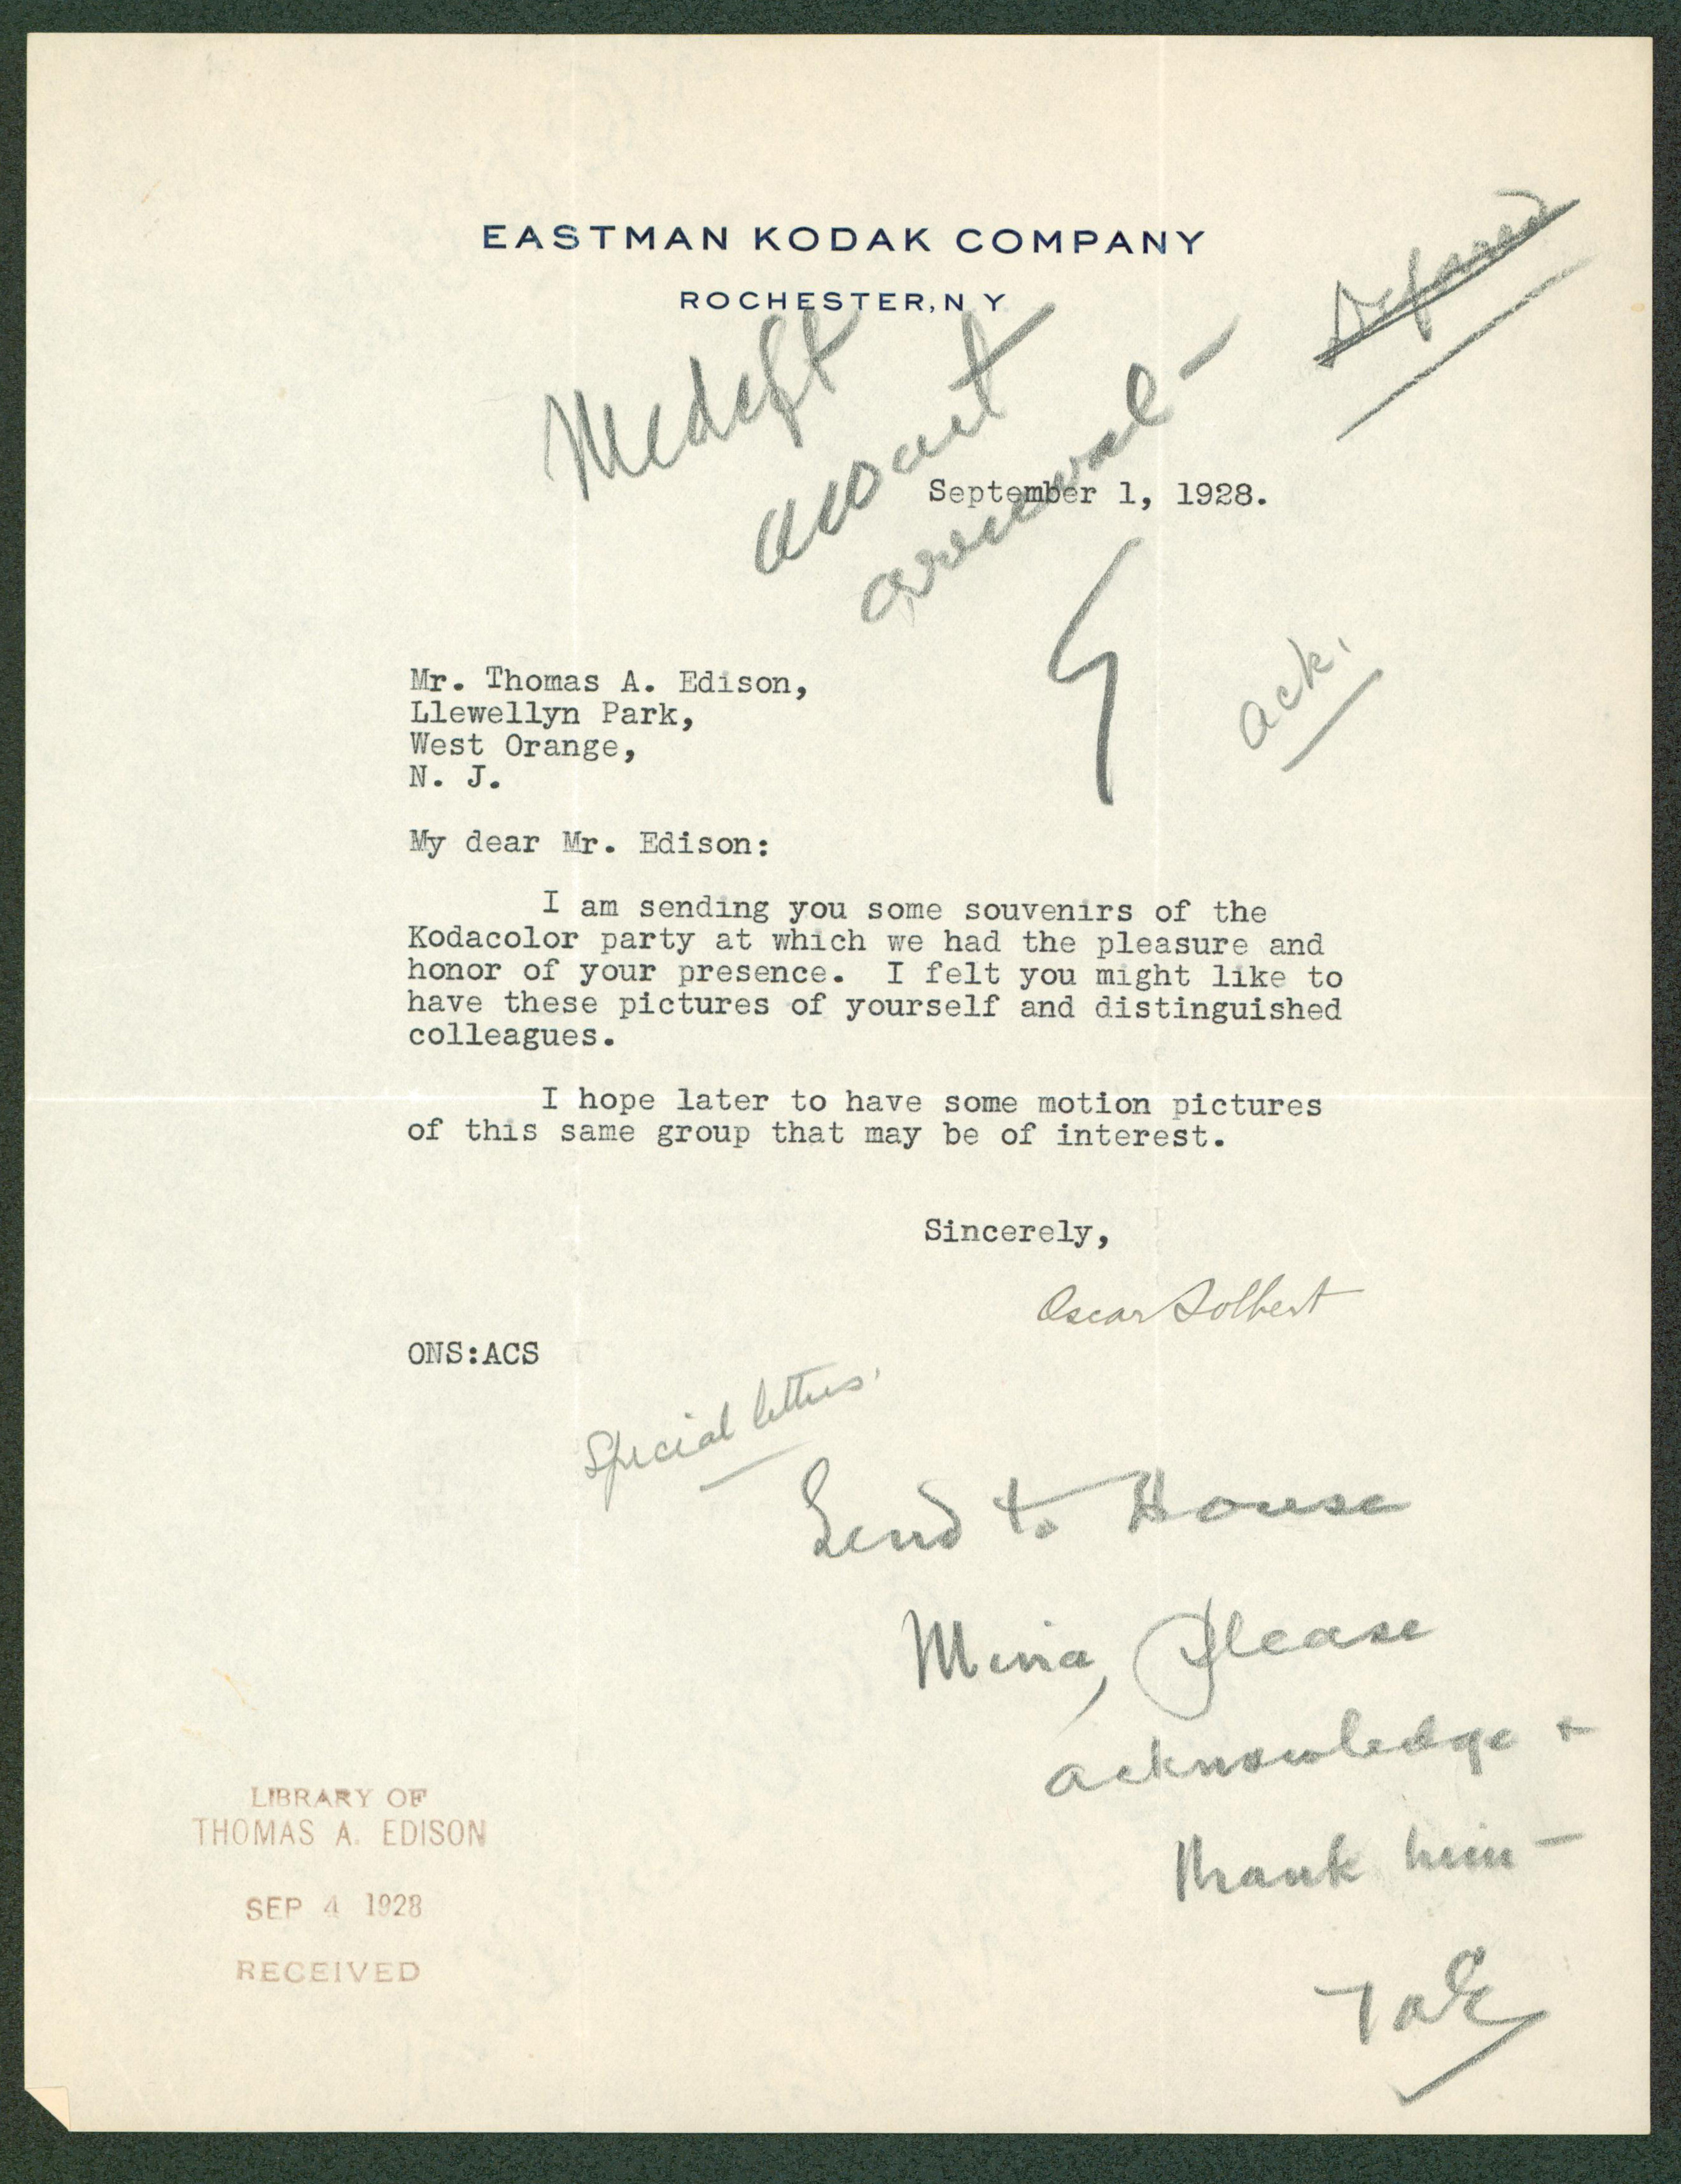 EASTMAN KODAK COMPANY
ROCHESTER, N Y
await
arrival —
September 1, 1928.
ack.
Mr. Thomas A. Edison,
Llewellyn Park,
West Orange,
N. J.
My dear Mr. Edison:
I am sending you some souvenirs of the
Kodacolor party at which we had the pleasure and
honor of your presence. I felt you might like to
have these pictures of yourself and distinguished
colleagues.
I hope later to have some motion pictures
of this same group that may be of interest.
Sincerely,
Oscar Solbert
ONS:ACS
Special letters.
Send to House
Mina, Please
acknowledge +
thank him —
TAE
LIBRARY OF
THOMAS A. EDISON
SEP 4 1928
RECEIVED